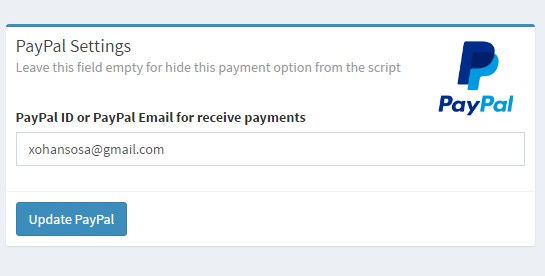 PayPal Settings
Leave this field empty for hide this payment option from the script
PayPal
PayPal ID or PayPal Email for receive payments
xohansosa@gmail.com
Update PayPal